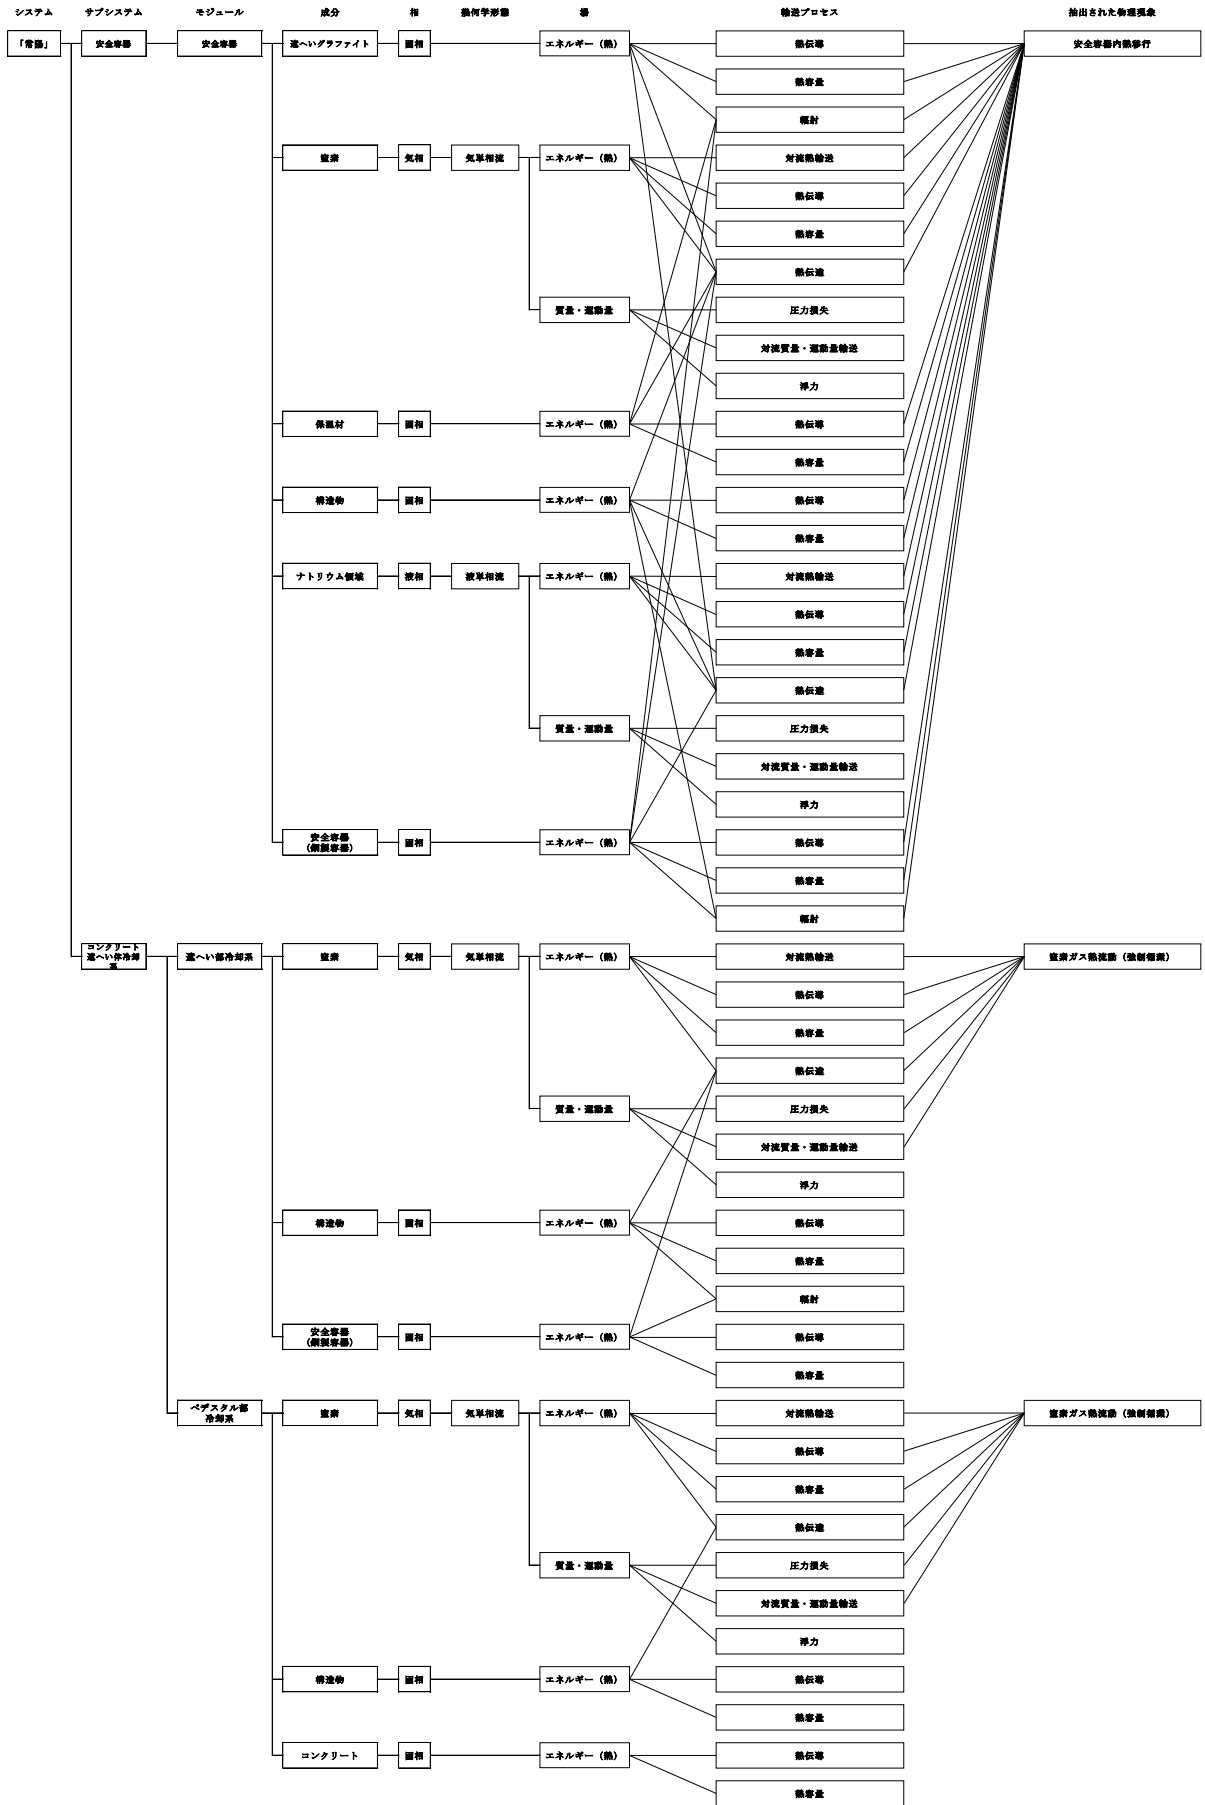 システム
サブシステム
モジュール
成分
相
幾何学形態
場
輸送プロセス
抽出された物理現象
「常陽」
安全容器
安全容器
遮へいグラファイト
固相
エネルギー（熱）
熱伝導
安全容器内熱移行
熱容量
輻射
窒素
気相
気単相流
エネルギー（熱）
対流熱輸送
熱伝導
熱容量
熱伝達
質量・運動量
圧力損失
対流質量・運動量輸送
浮力
保温材
固相
エネルギー（熱）
熱伝導
熱容量
構造物
固相
エネルギー（熱）
熱伝導
熱容量
ナトリウム領域
液相
液単相流
エネルギー（熱）
対流熱輸送
熱伝導
熱容量
熱伝達
質量・運動量
圧力損失
対流質量・運動量輸送
浮力
安全容器
（鋼製容器）
固相
エネルギー（熱）
熱伝導
熱容量
輻射
コンクリート
遮へい体冷却
系
遮へい部冷却系
窒素
気相
気単相流
エネルギー（熱）
対流熱輸送
窒素ガス熱流動（強制循環）
熱伝導
熱容量
熱伝達
質量・運動量
圧力損失
対流質量・運動量輸送
浮力
構造物
固相
エネルギー（熱）
熱伝導
熱容量
輻射
安全容器
（鋼製容器）
固相
エネルギー（熱）
熱伝導
熱容量
ペデスタル部
冷却系
窒素
気相
気単相流
エネルギー（熱）
対流熱輸送
窒素ガス熱流動（強制循環）
熱伝導
熱容量
熱伝達
質量・運動量
圧力損失
対流質量・運動量輸送
浮力
構造物
固相
エネルギー（熱）
熱伝導
熱容量
コンクリート
固相
エネルギー（熱）
熱伝導
熱容量